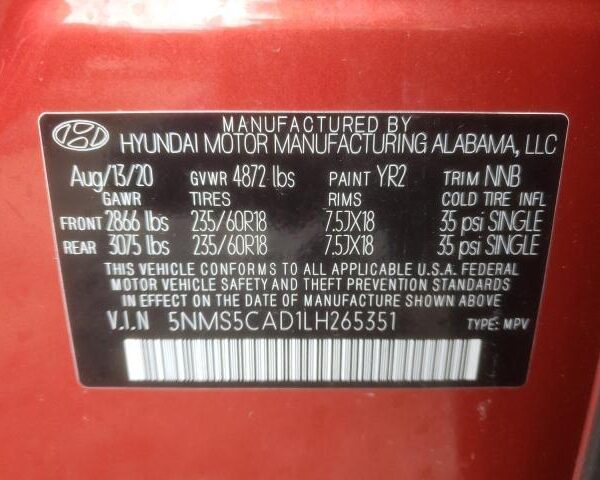 MANUFACTURED BY
HYUNDAI MOTOR MANUFACTURING ALABAMA, LLC
Aug/13/20 GVWR 4872 lbs PAINT YR2 TRIM NNB
GAWR TIRES RIMS COLD TIRE INFL
FRONT 2866 lbs 235/60R18 7.5JX18 35 psi SINGLE
REAR 3075 lbs 235/60R18 7.5JX18 35 psi SINGLE
THIS VEHICLE CONFORMS TO ALL APPLICABLE U.S.A. FEDERAL
MOTOR VEHICLE SAFETY AND THEFT PREVENTION STANDARDS
IN EFFECT ON THE DATE OF MANUFACTURE SHOWN ABOVE
V.I.N 5NMS5CAD1LH265351 TYPE: MPV